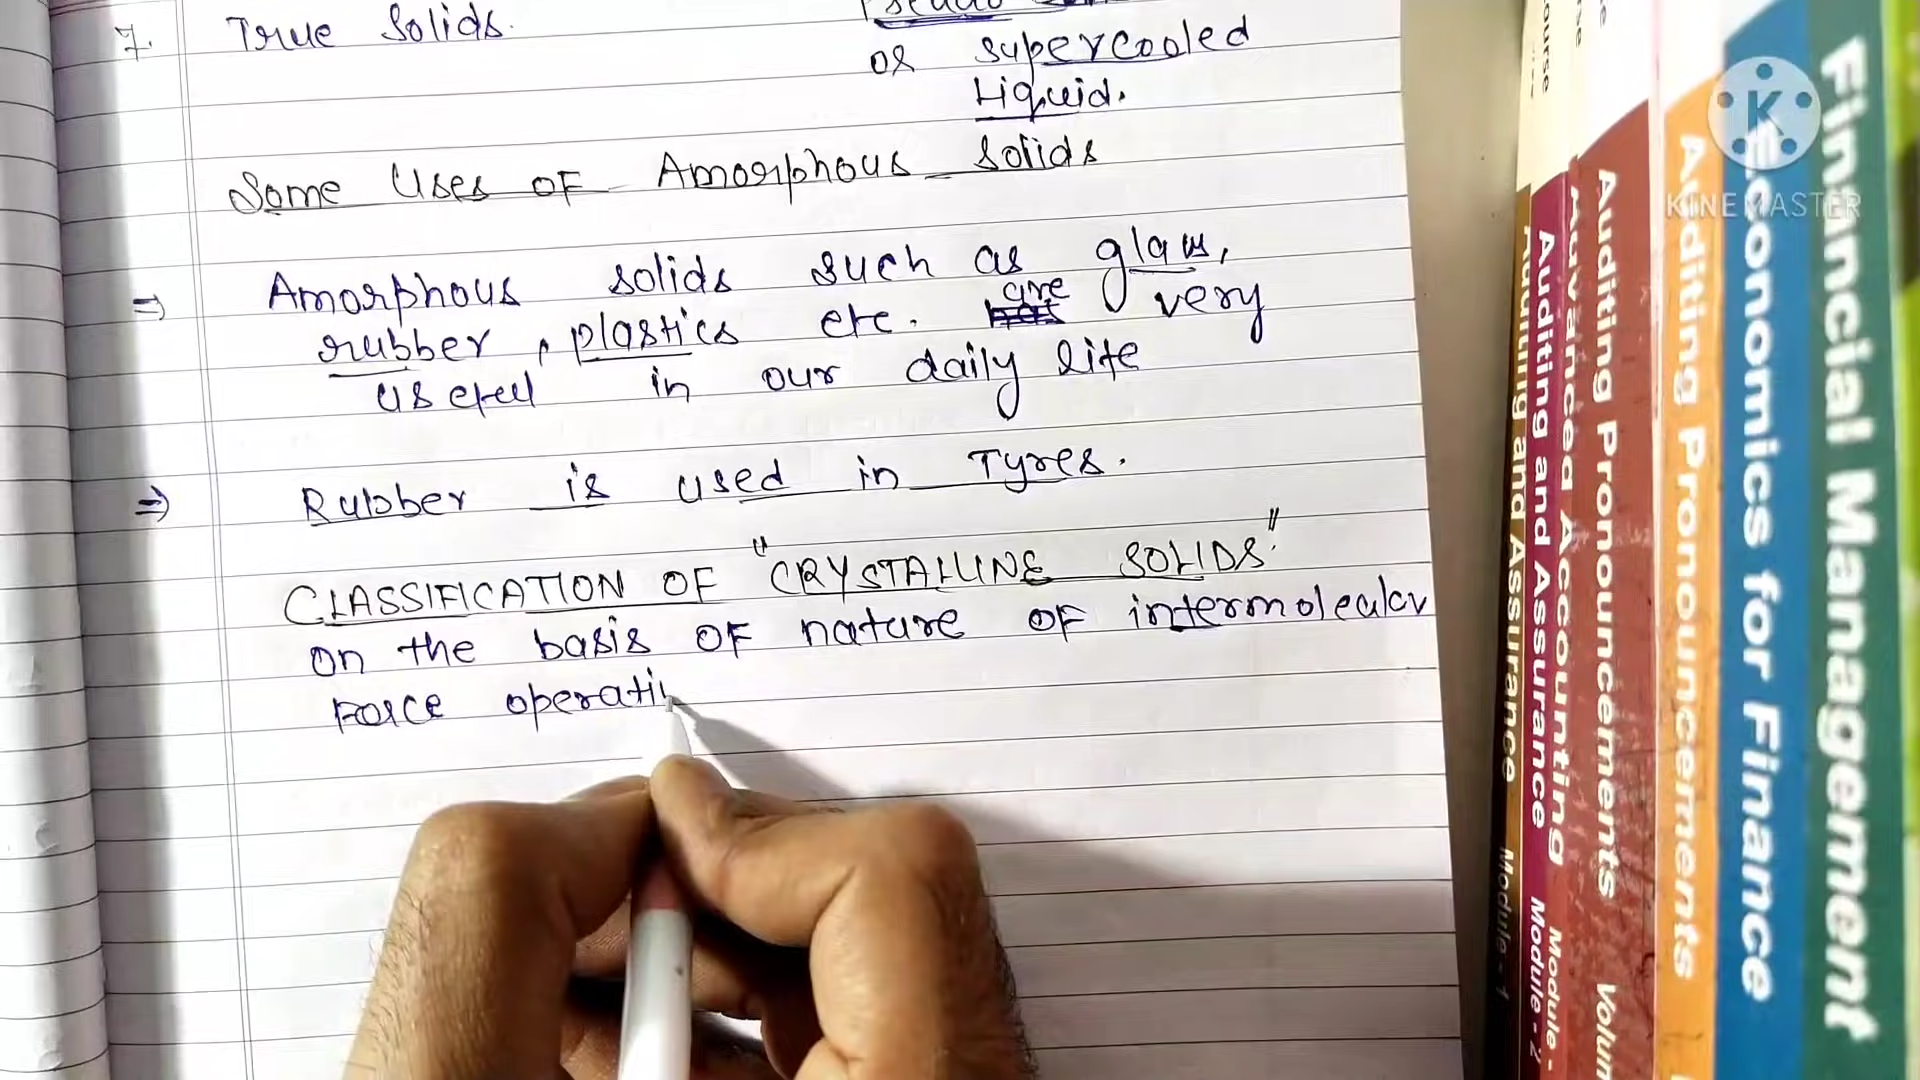 7. True Solids.
or supercooled
Liquid.
Some Uses OF Amorphous solids
⇒ Amorphous solids such as glass,
rubber, plastics etc. are very
useful in our daily life
⇒ Rubber is used in Tyres.
CLASSIFICATION OF "CRYSTALLINE SOLIDS"
on the basis OF nature OF intermolecular
Force operati
Financial Management
Economics for Finance
Auditing Pronouncements
Auditing Pronouncements Volum
Advanced Accounting Module-
Auditing and Assurance Module - 2
Auditing and Assurance Module - 1
K
KINEMASTER